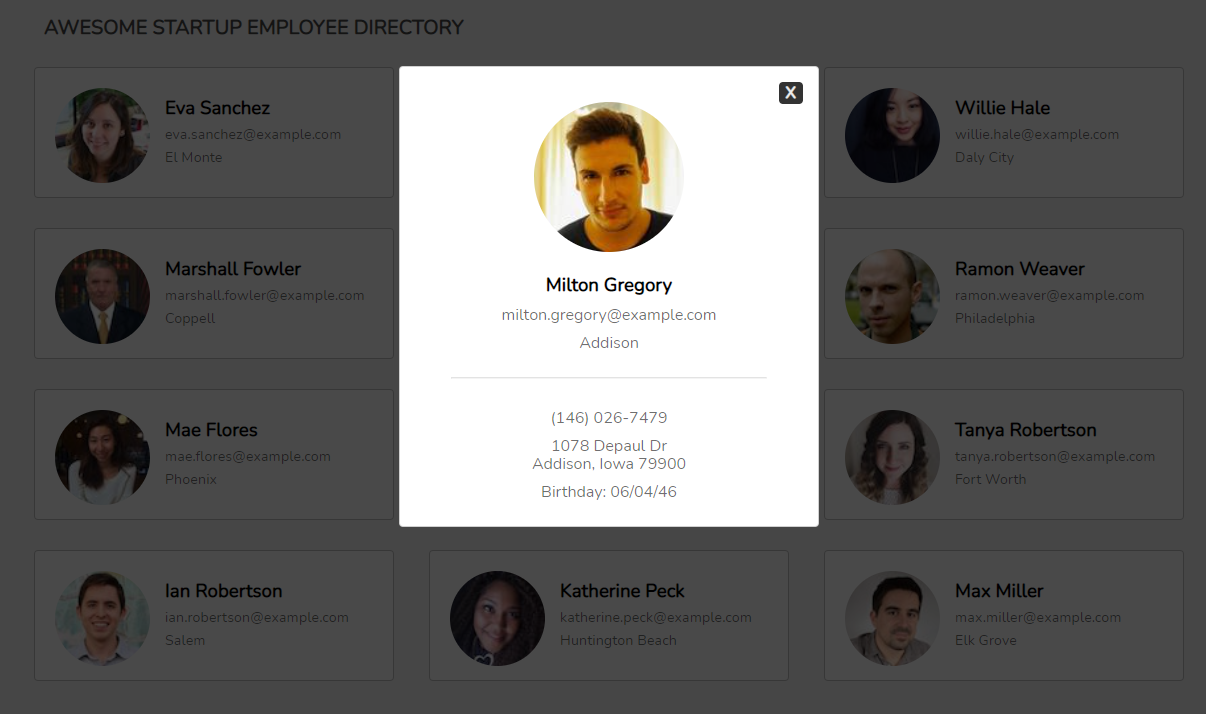 AWESOME STARTUP EMPLOYEE DIRECTORY
Eva Sanchez
eva.sanchez@example.com
El Monte
X
Milton Gregory
milton.gregory@example.com
Addison
(146) 026-7479
1078 Depaul Dr
Addison, Iowa 79900
Birthday: 06/04/46
Willie Hale
willie.hale@example.com
Daly City
Marshall Fowler
marshall.fowler@example.com
Coppell
Ramon Weaver
ramon.weaver@example.com
Philadelphia
Mae Flores
mae.flores@example.com
Phoenix
Tanya Robertson
tanya.robertson@example.com
Fort Worth
Ian Robertson
ian.robertson@example.com
Salem
Katherine Peck
katherine.peck@example.com
Huntington Beach
Max Miller
max.miller@example.com
Elk Grove